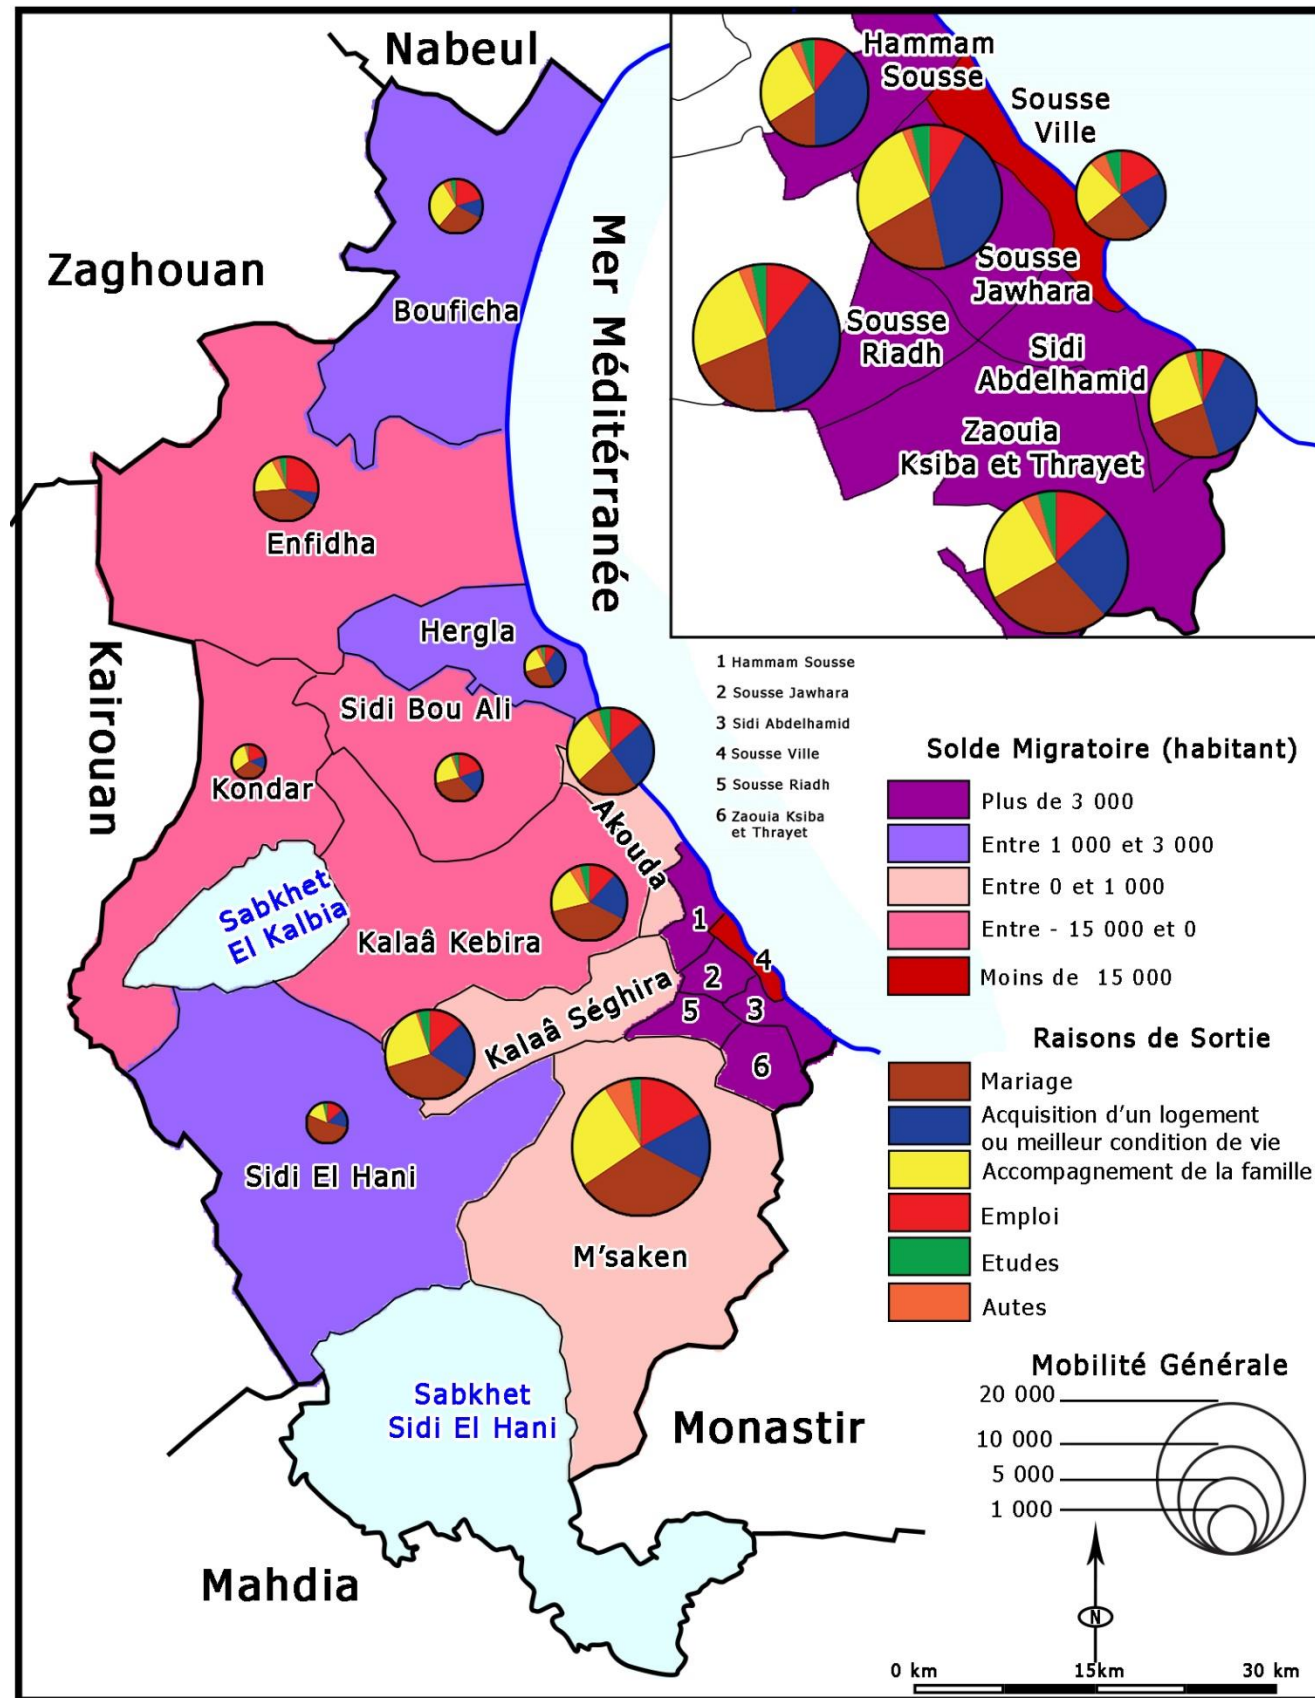 Nabeul
Zaghouan
Bouficha
Mer Méditérranée
Enfidha
Kairouan
Hergla
Sidi Bou Ali
Kondar
Akouda
Sabkhet
El Kalbia
Kalaâ Kebira
Kalaâ Séghira
1
2
3
4
5
6
Sidi El Hani
M'saken
Sabkhet
Sidi El Hani
Monastir
Mahdia
Hammam
Sousse
Sousse
Ville
Sousse
Jawhara
Sousse
Riadh
Sidi
Abdelhamid
Zaouia
Ksiba et Thrayet
1 Hammam Sousse
2 Sousse Jawhara
3 Sidi Abdelhamid
4 Sousse Ville
5 Sousse Riadh
6 Zaouia Ksiba
et Thrayet
Solde Migratoire (habitant)
Plus de 3 000
Entre 1 000 et 3 000
Entre 0 et 1 000
Entre - 15 000 et 0
Moins de 15 000
Raisons de Sortie
Mariage
Acquisition d'un logement
ou meilleur condition de vie
Accompagnement de la famille
Emploi
Etudes
Autes
Mobilité Générale
20 000
10 000
5 000
1 000
N
0 km 15km 30 km